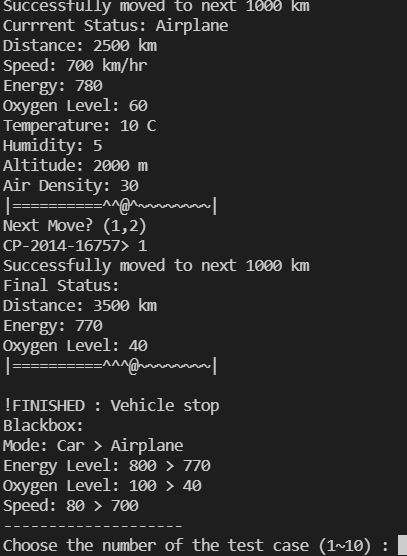 Successfully moved to next 1000 km
Currrent Status: Airplane
Distance: 2500 km
Speed: 700 km/hr
Energy: 780
Oxygen Level: 60
Temperature: 10 C
Humidity: 5
Altitude: 2000 m
Air Density: 30
|==========^^@^~~~~~~~~|
Next Move? (1,2)
CP-2014-16757> 1
Successfully moved to next 1000 km
Final Status:
Distance: 3500 km
Energy: 770
Oxygen Level: 40
|==========^^^@~~~~~~~~|
!FINISHED : Vehicle stop
Blackbox:
Mode: Car > Airplane
Energy Level: 800 > 770
Oxygen Level: 100 > 40
Speed: 80 > 700
--------------------
Choose the number of the test case (1~10) :